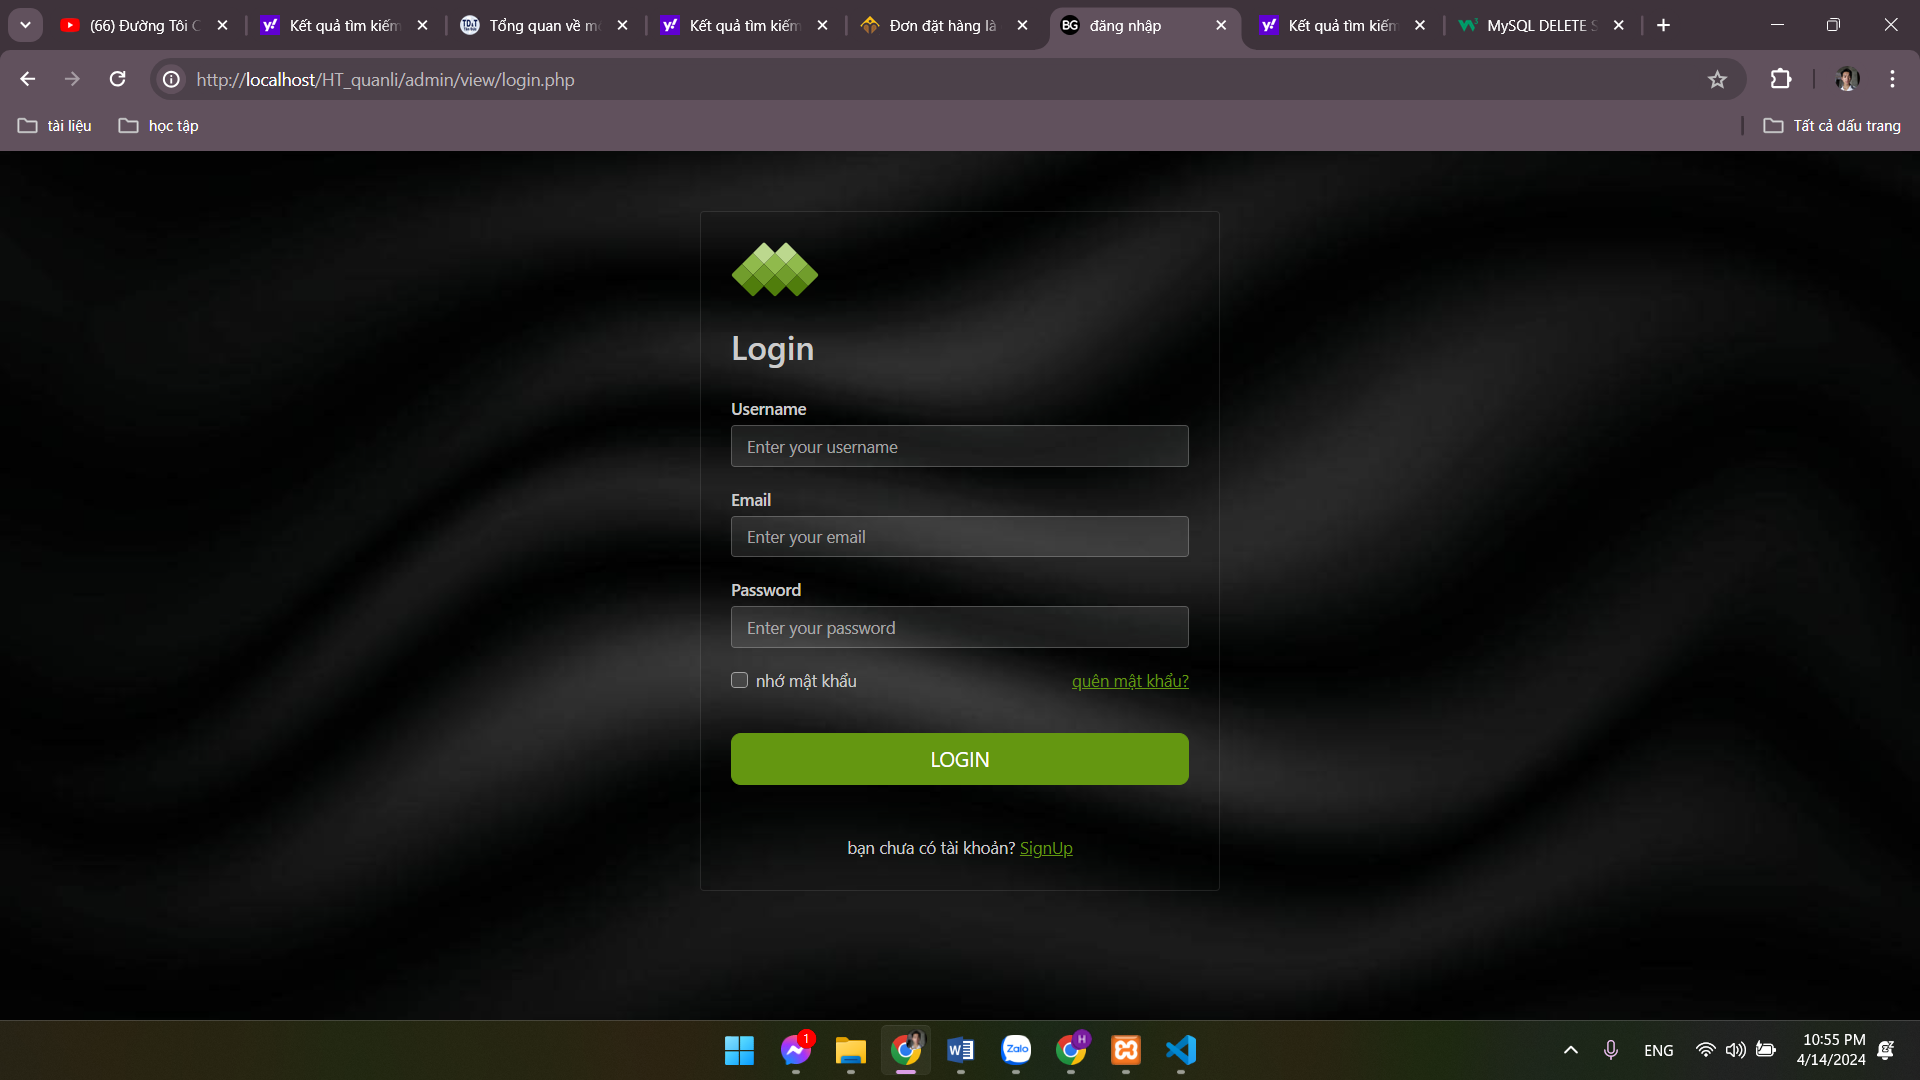 (66) Đường Tôi C
Kết quả tìm kiếm
Tổng quan về m
Kết quả tìm kiếm
Đơn đặt hàng là
BG
đăng nhập
Kết quả tìm kiếm
MySQL DELETE S
http://localhost/HT_quanli/admin/view/login.php
tài liệu
học tập
Tất cả dấu trang
Login
Username
Enter your username
Email
Enter your email
Password
Enter your password
nhớ mật khẩu
quên mật khẩu?
LOGIN
bạn chưa có tài khoản? SignUp
1
Zalo
H
ENG
10:55 PM
4/14/2024